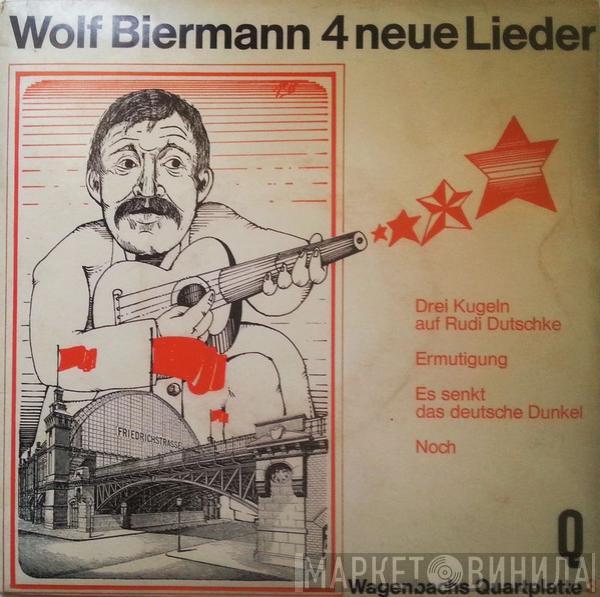 Wolf Biermann 4 neue Lieder
Drei Kugeln
auf Rudi Dutschke
Ermutigung
Es senkt
das deutsche Dunkel
Noch
FRIEDRICHSTRASSE
Q
МАРКЕТ ВИНИЛА
Wagenbachs Quartplatte